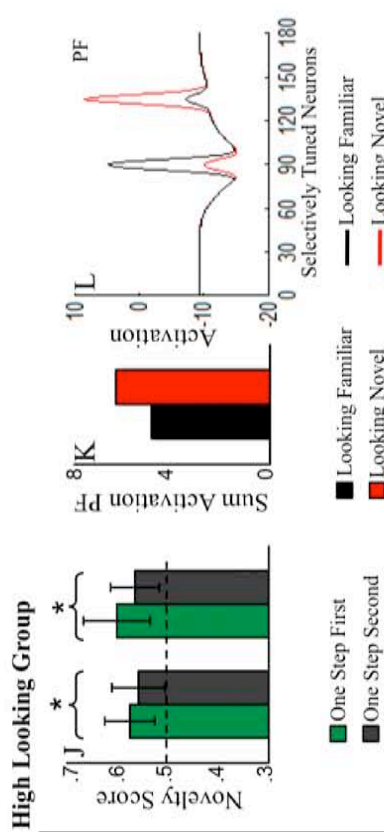 High Looking Group
J
Novelty Score
.7
.6
.5
.4
.3
*
*
One Step First
One Step Second
K
Sum Activation PF
8
4
0
Looking Familiar
Looking Novel
L
PF
Activation
10
0
-10
-20
0 30 60 90 120 150 180
Selectively Tuned Neurons
Looking Familiar
Looking Novel